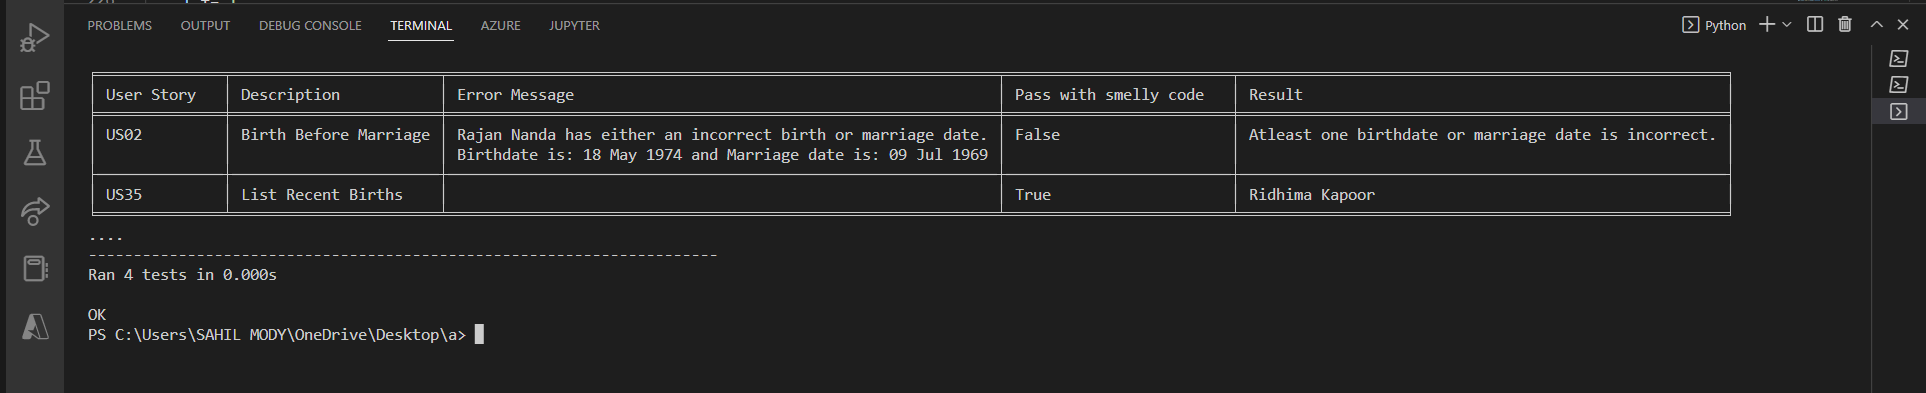 PROBLEMS OUTPUT DEBUG CONSOLE TERMINAL AZURE JUPYTER Python
User Story Description Error Message Pass with smelly code Result
US02 Birth Before Marriage Rajan Nanda has either an incorrect birth or marriage date. False Atleast one birthdate or marriage date is incorrect.
Birthdate is: 18 May 1974 and Marriage date is: 09 Jul 1969
US35 List Recent Births True Ridhima Kapoor
....
----------------------------------------------------------------------
Ran 4 tests in 0.000s
OK
PS C:\Users\SAHIL MODY\OneDrive\Desktop\a>